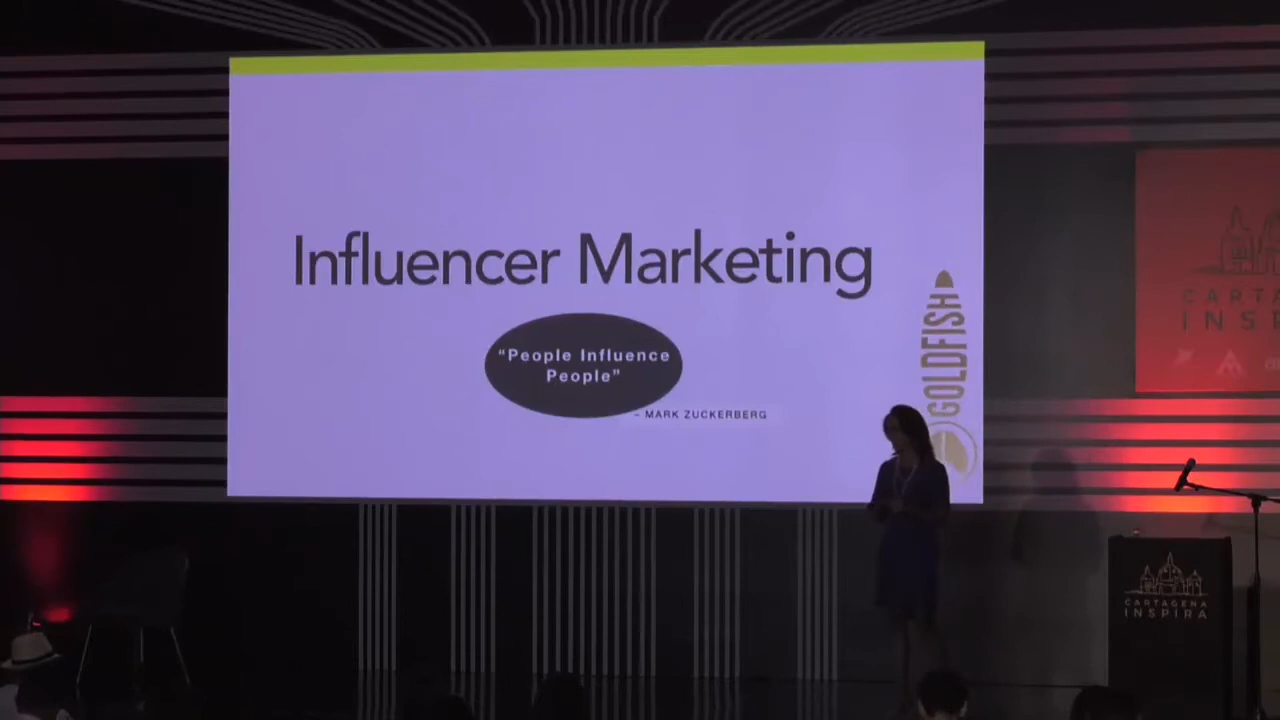 Influencer Marketing
“People Influence
People”
– MARK ZUCKERBERG
GOLDFISH
CARTAGENA
INSPIRA